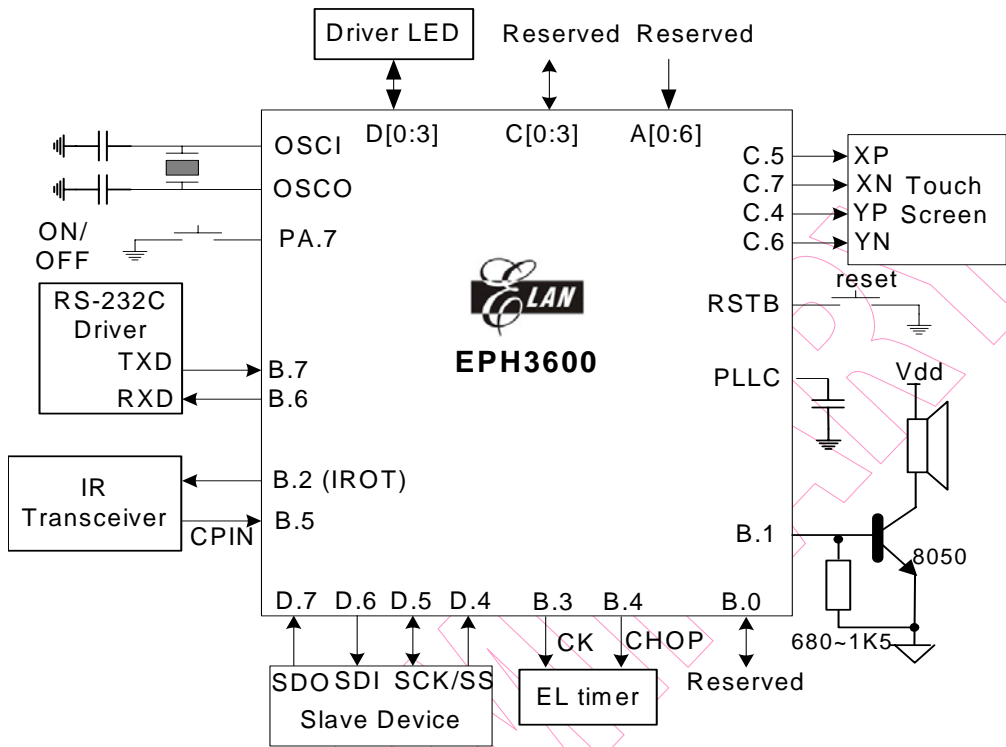 Driver LED
Reserved
Reserved
D[0:3]
C[0:3]
A[0:6]
OSCI
OSCO
ON/
OFF
PA.7
RS-232C
Driver
TXD
RXD
B.7
B.6
IR
Transceiver
B.2 (IROT)
CPIN
B.5
ELAN
EPH3600
C.5
C.7
C.4
C.6
XP
XN
YP
YN
Touch
Screen
reset
RSTB
PLLC
Vdd
B.1
8050
680~1K5
D.7
D.6
D.5
D.4
B.3
B.4
B.0
CK
CHOP
Reserved
SDO
SDI
SCK/SS
Slave Device
EL timer